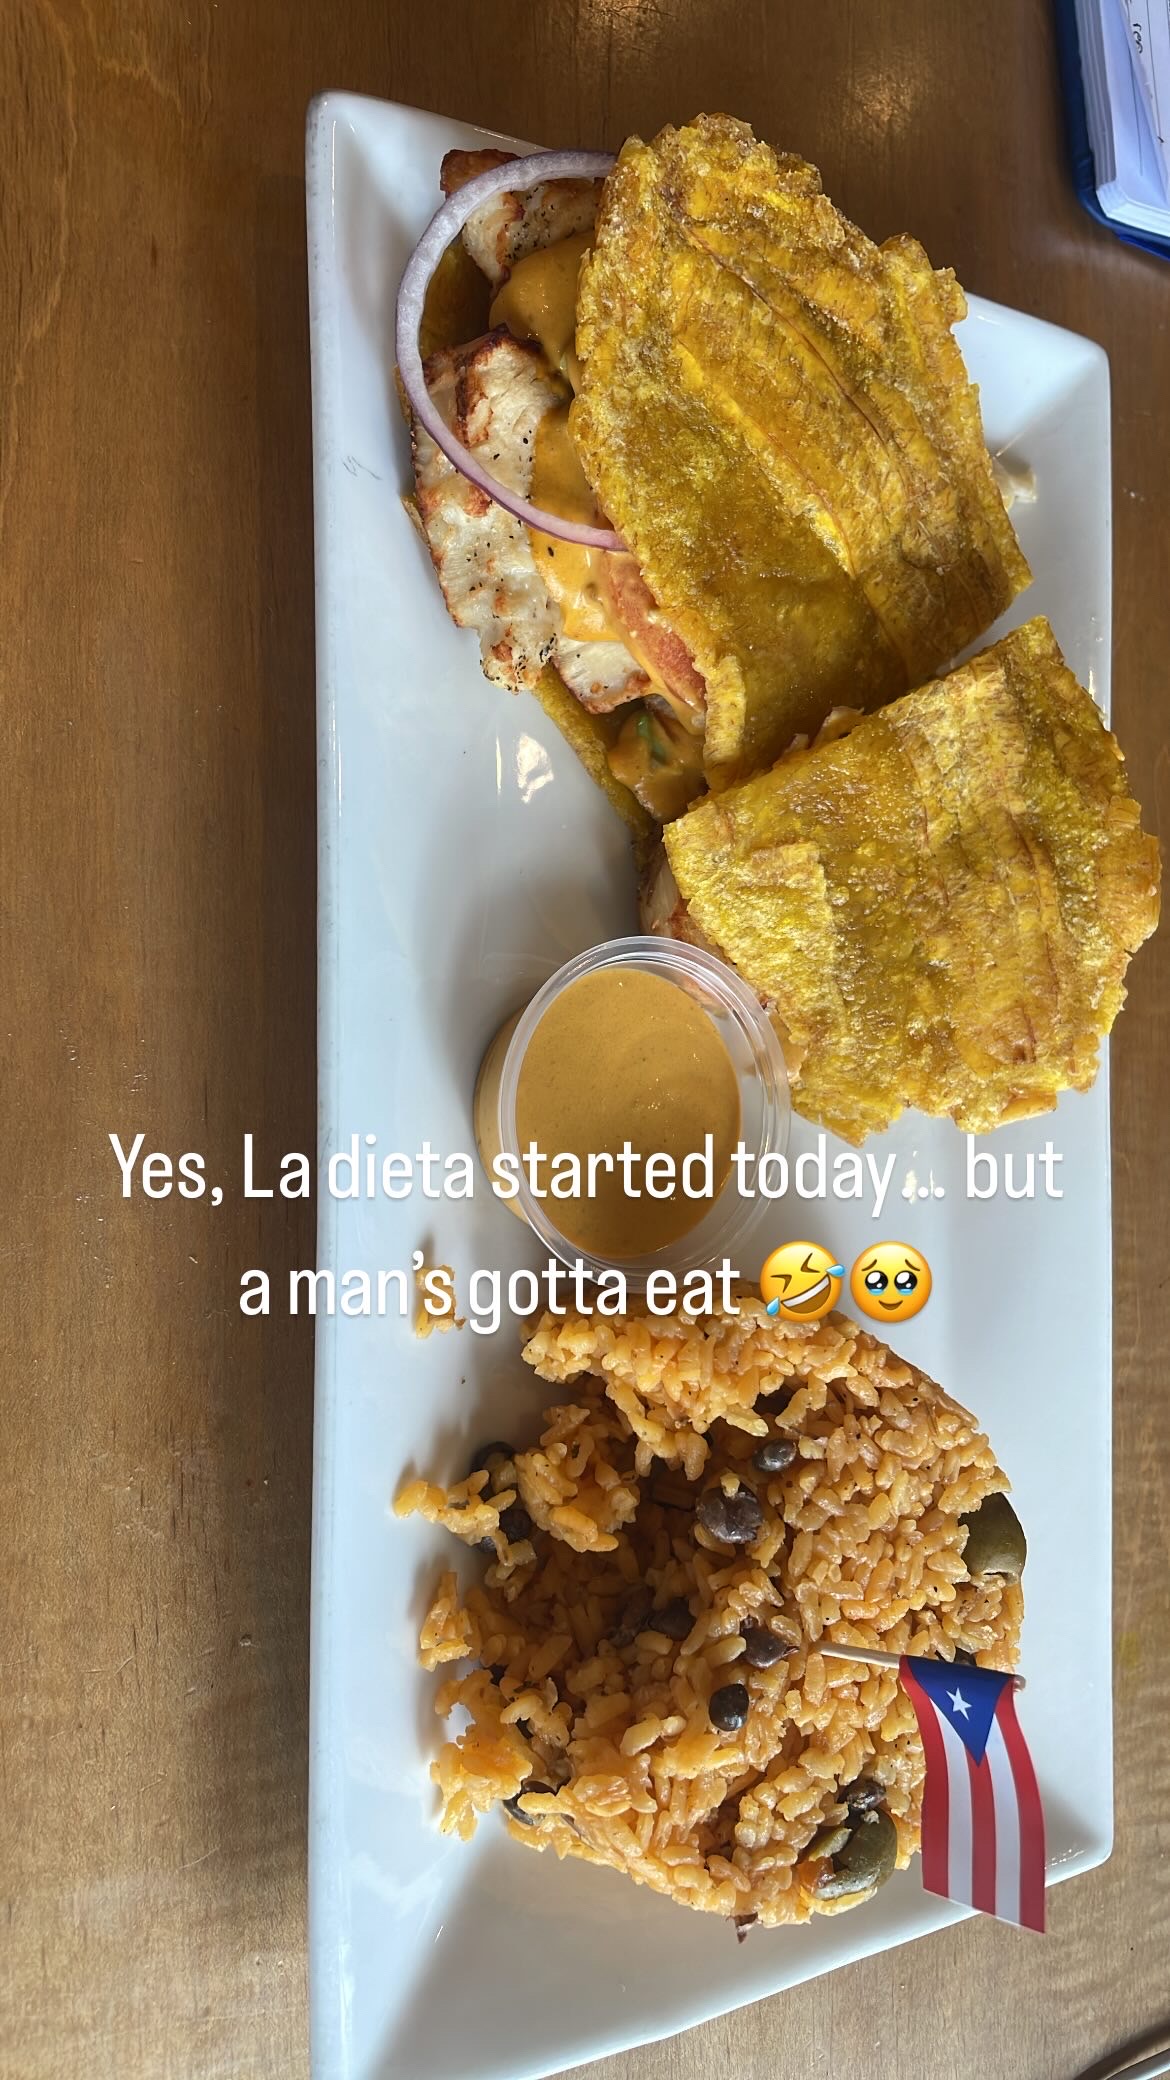 Yes, La dieta started today... but
a man's gotta eat 🤣🥹